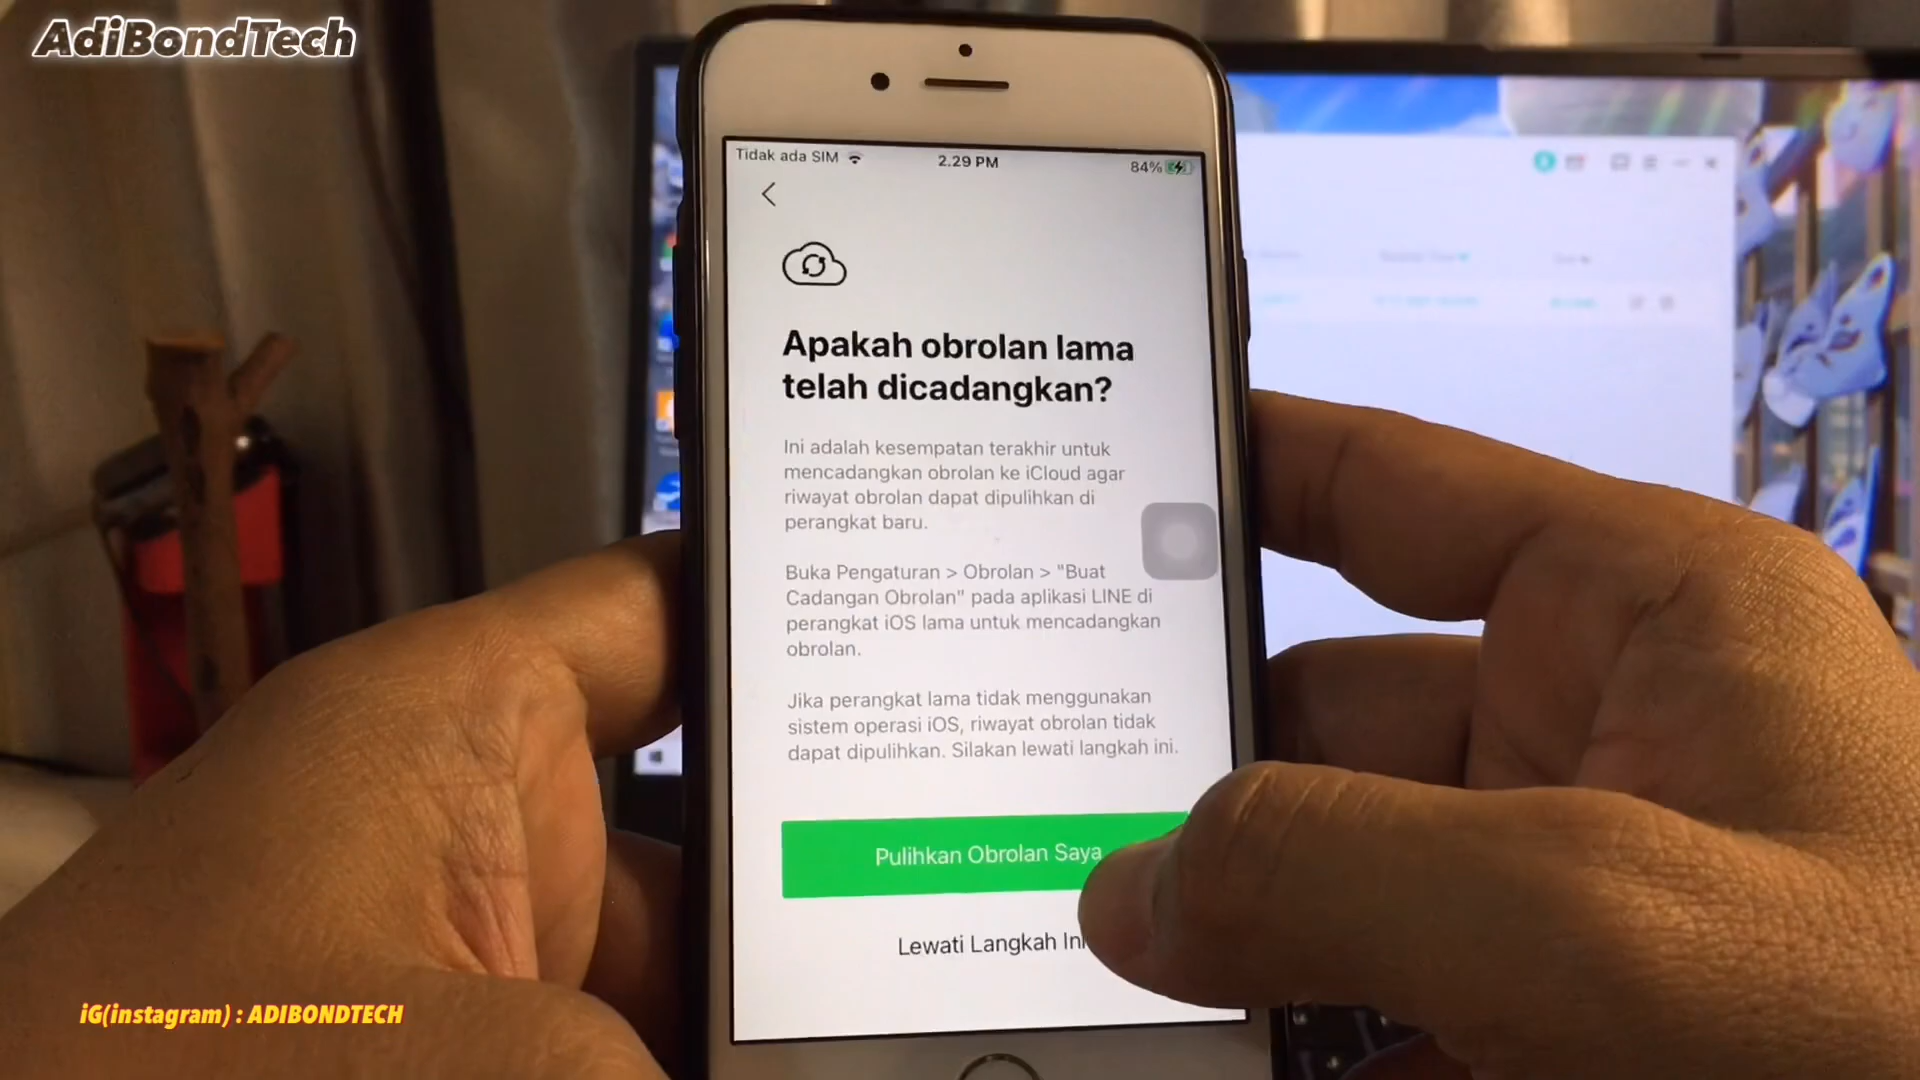 AdiBondTech
Tidak ada SIM
2.29 PM
84%
Apakah obrolan lama
telah dicadangkan?
Ini adalah kesempatan terakhir untuk
mencadangkan obrolan ke iCloud agar
riwayat obrolan dapat dipulihkan di
perangkat baru.
Buka Pengaturan > Obrolan > "Buat
Cadangan Obrolan" pada aplikasi LINE di
perangkat iOS lama untuk mencadangkan
obrolan.
Jika perangkat lama tidak menggunakan
sistem operasi iOS, riwayat obrolan tidak
dapat dipulihkan. Silakan lewati langkah ini.
Pulihkan Obrolan Saya
Lewati Langkah Ini
iG(instagram) : ADIBONDTECH